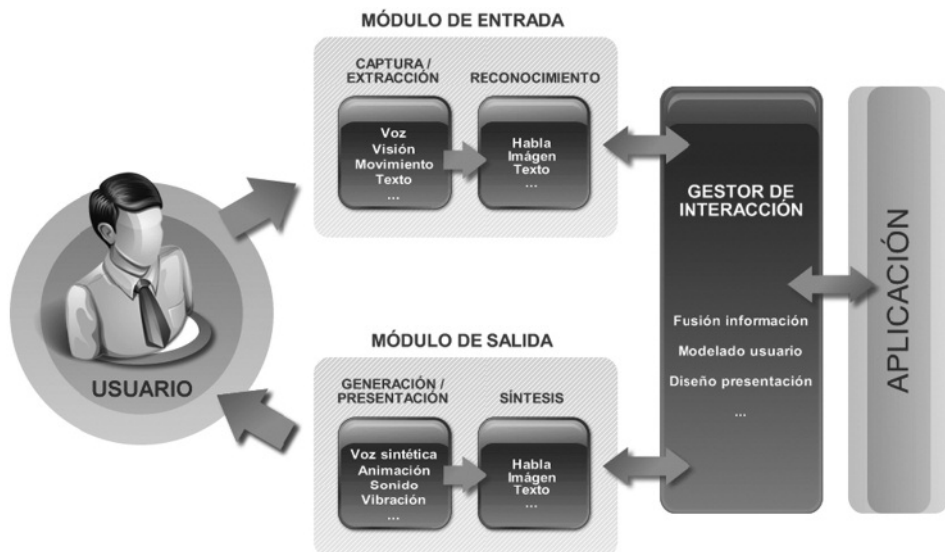 MÓDULO DE ENTRADA
CAPTURA /
EXTRACCIÓN
RECONOCIMIENTO
Voz
Visión
Movimiento
Texto
...
Habla
Imágen
Texto
...
USUARIO
MÓDULO DE SALIDA
GENERACIÓN /
PRESENTACIÓN
SÍNTESIS
Voz sintética
Animación
Sonido
Vibración
...
Habla
Imágen
Texto
...
GESTOR DE
INTERACCIÓN
Fusión información
Modelado usuario
Diseño presentación
...
APLICACIÓN